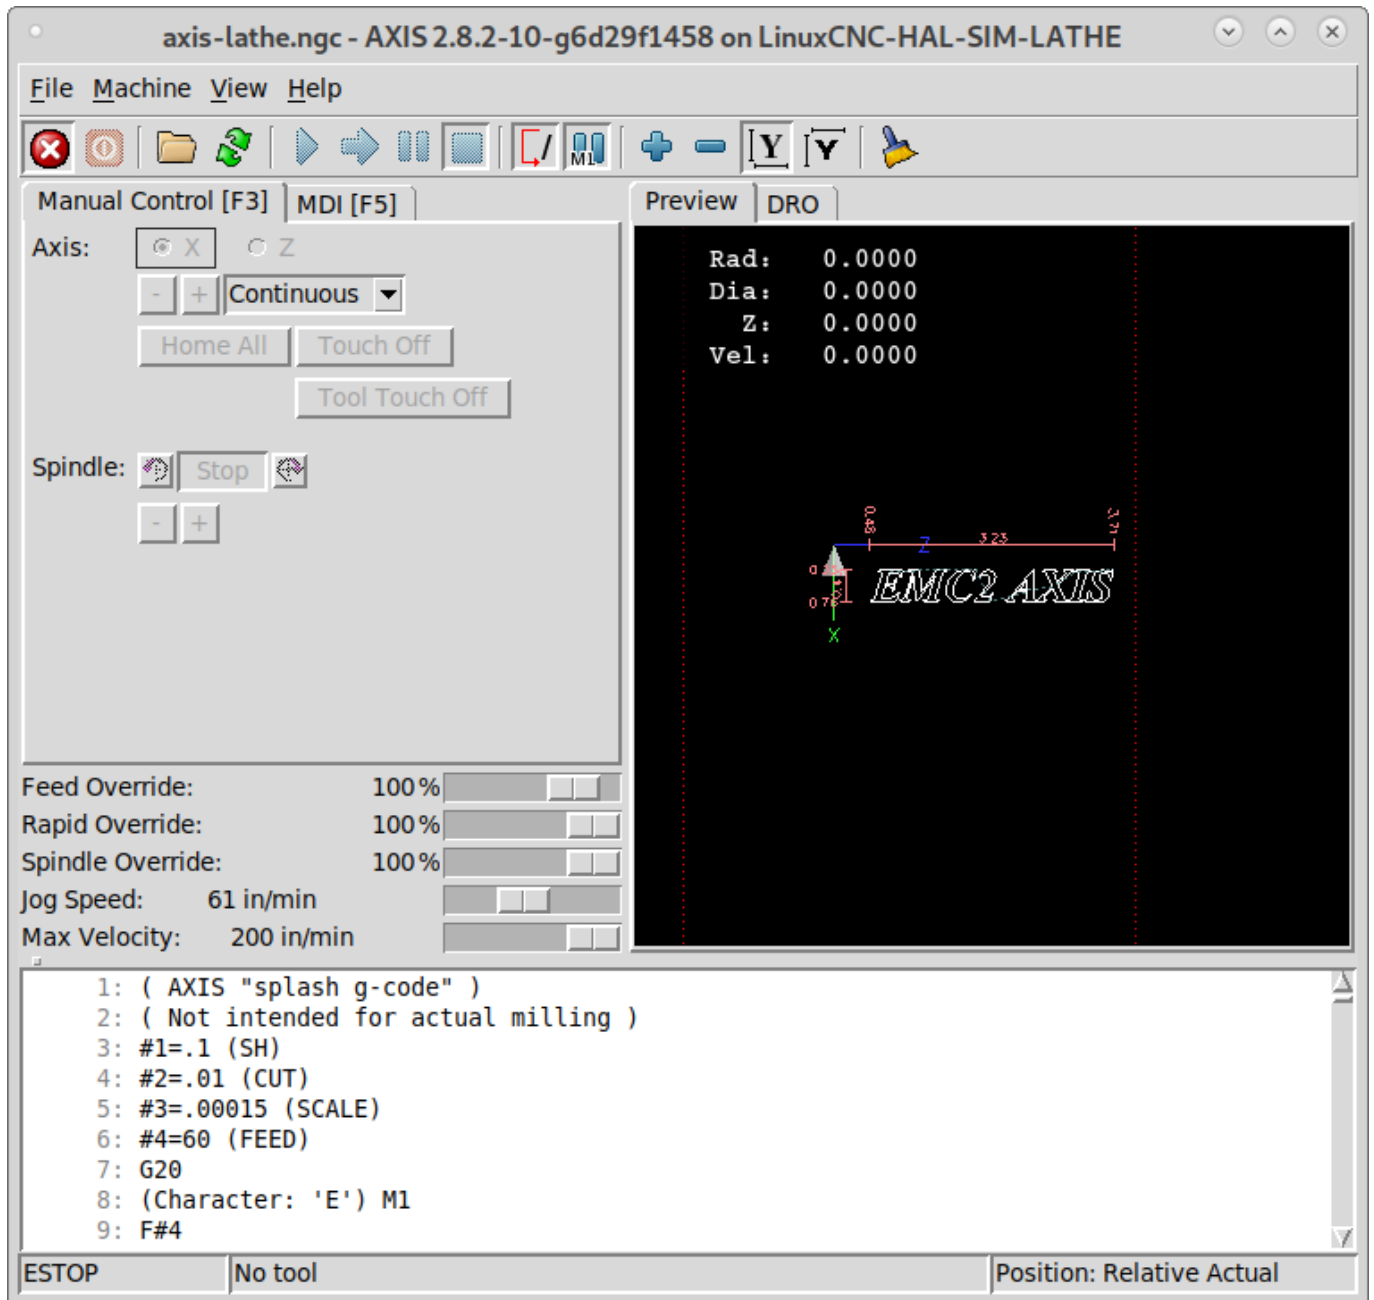 axis-lathe.ngc - AXIS 2.8.2-10-g6d29f1458 on LinuxCNC-HAL-SIM-LATHE
File Machine View Help
M1 Y Y
Manual Control [F3] MDI [F5]
Preview DRO
Axis: X Z
- + Continuous
Home All Touch Off
Tool Touch Off
Spindle: Stop
- +
Rad: 0.0000
Dia: 0.0000
Z: 0.0000
Vel: 0.0000
0.48
Z 3.23
EMC2 AXIS
0.76
X
Feed Override: 100%
Rapid Override: 100%
Spindle Override: 100%
Jog Speed: 61 in/min
Max Velocity: 200 in/min
1: ( AXIS "splash g-code" )
2: ( Not intended for actual milling )
3: #1=.1 (SH)
4: #2=.01 (CUT)
5: #3=.00015 (SCALE)
6: #4=60 (FEED)
7: G20
8: (Character: 'E') M1
9: F#4
ESTOP No tool Position: Relative Actual